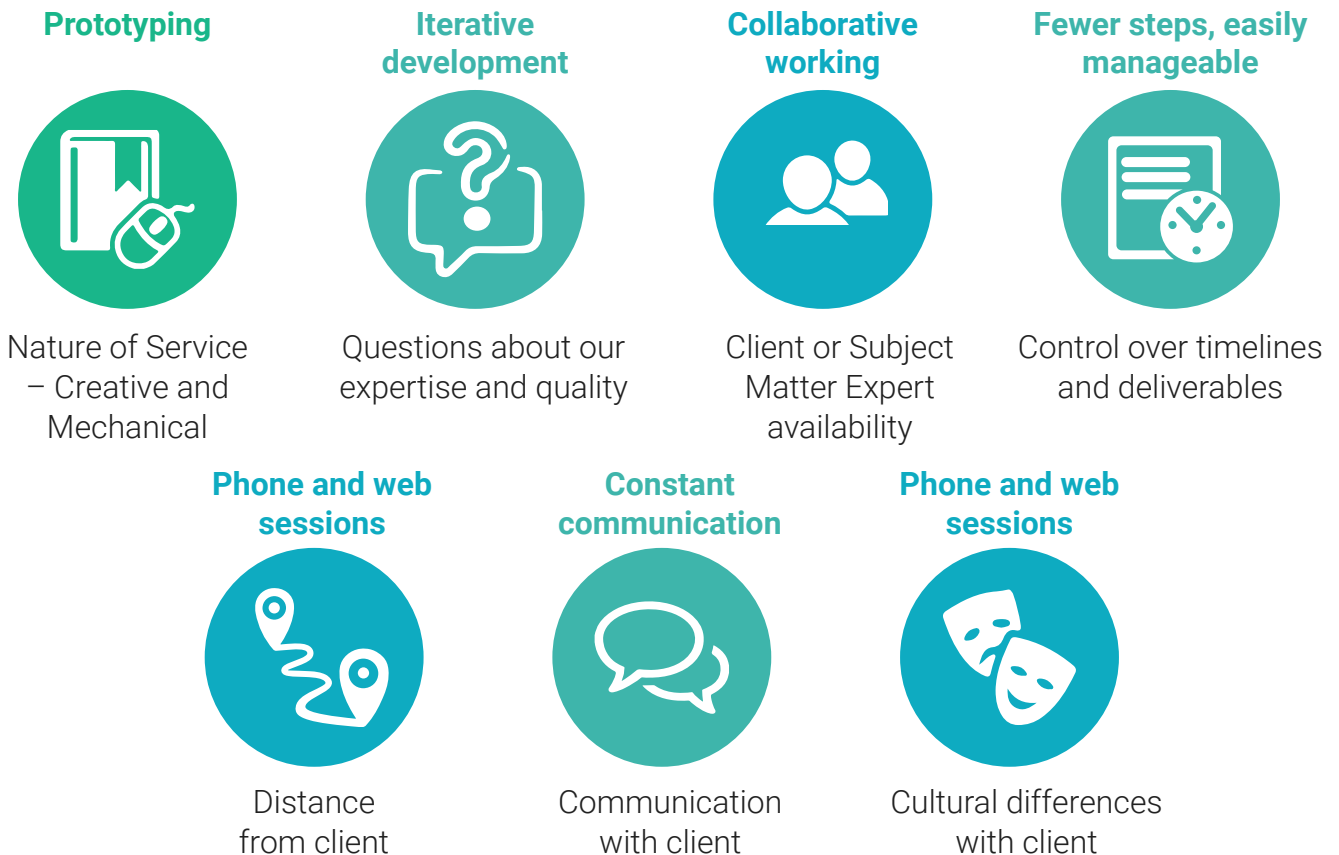 Prototyping
Nature of Service
– Creative and
Mechanical
Iterative
development
Questions about our
expertise and quality
Collaborative
working
Client or Subject
Matter Expert
availability
Fewer steps, easily
manageable
Control over timelines
and deliverables
Phone and web
sessions
Distance
from client
Constant
communication
Communication
with client
Phone and web
sessions
Cultural differences
with client